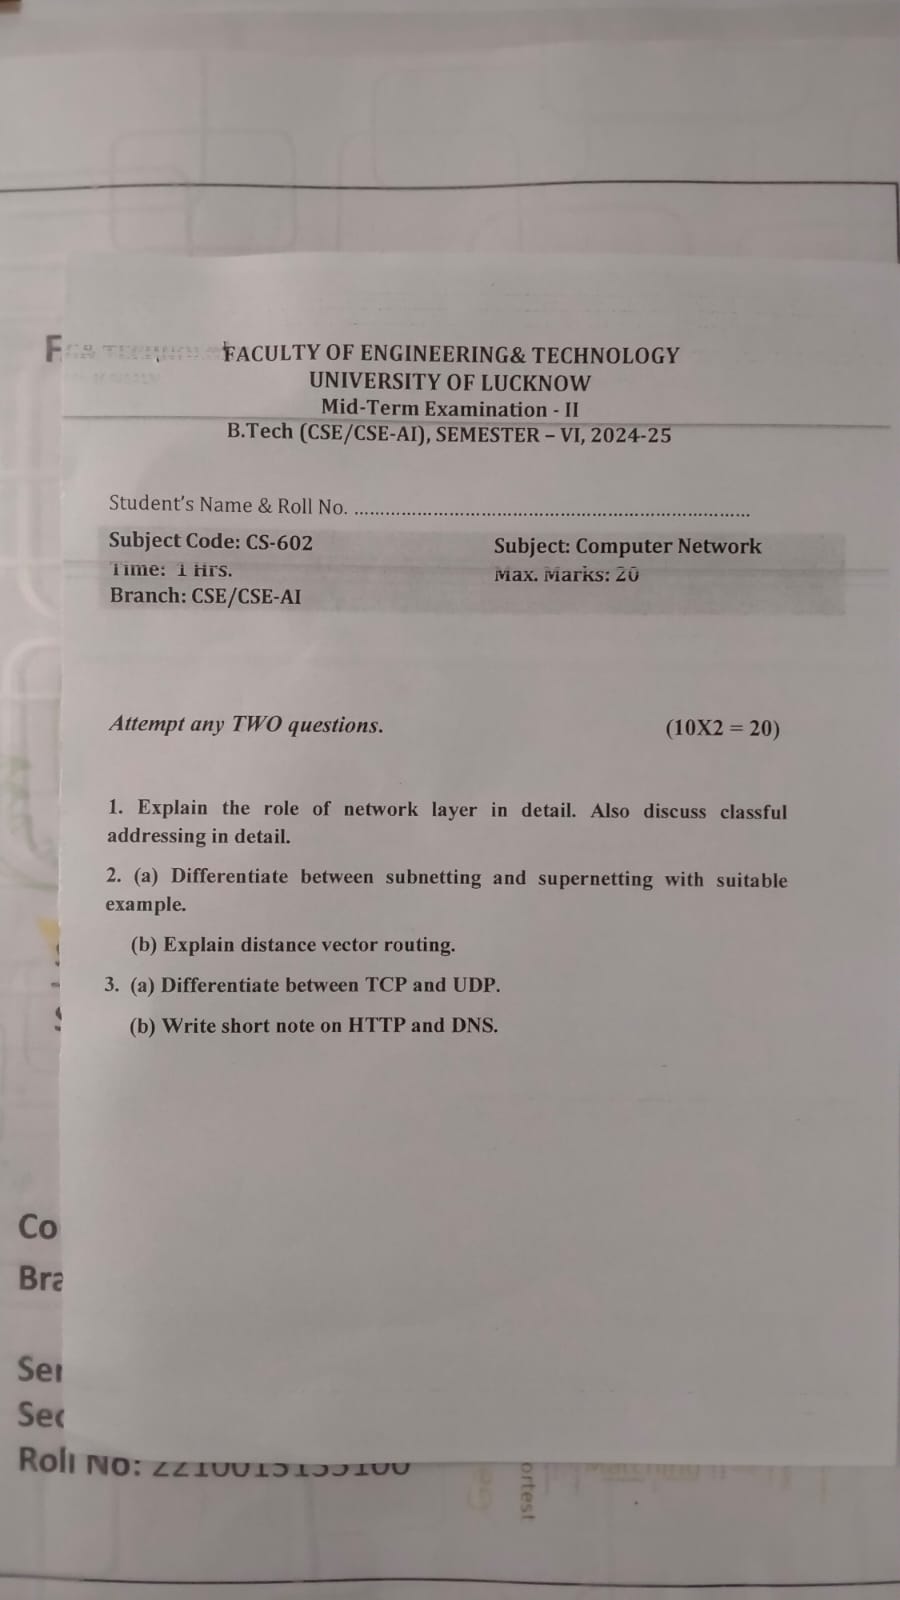 FACULTY OF ENGINEERING& TECHNOLOGY
UNIVERSITY OF LUCKNOW
Mid-Term Examination - II
B.Tech (CSE/CSE-AI), SEMESTER – VI, 2024-25
Student's Name & Roll No. ................................................................................
Subject Code: CS-602 Subject: Computer Network
Time: 1 Hrs. Max. Marks: 20
Branch: CSE/CSE-AI
Attempt any TWO questions. (10X2 = 20)
1. Explain the role of network layer in detail. Also discuss classful
addressing in detail.
2. (a) Differentiate between subnetting and supernetting with suitable
example.
(b) Explain distance vector routing.
3. (a) Differentiate between TCP and UDP.
(b) Write short note on HTTP and DNS.
Co
Bra
Ser
Sec
Roll No:
ortest